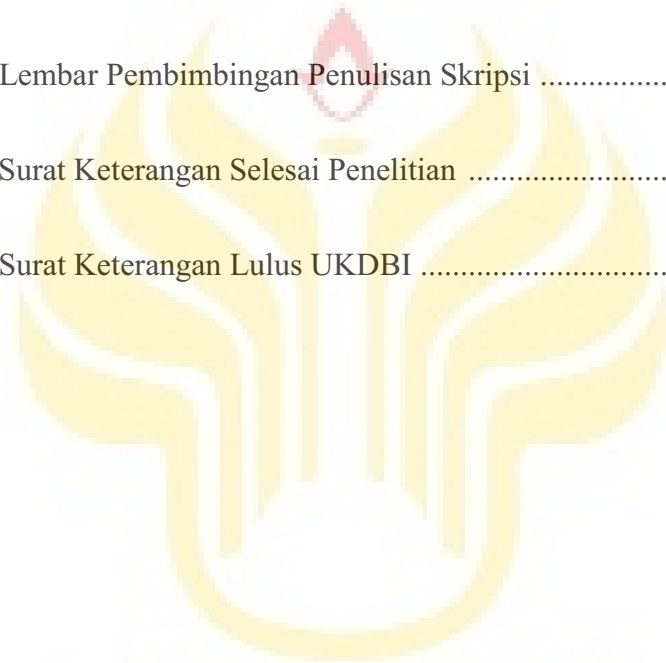 Lembar Pembimbingan Penulisan Skripsi ................
Surat Keterangan Selesai Penelitian .........................
Surat Keterangan Lulus UKDBI ...............................